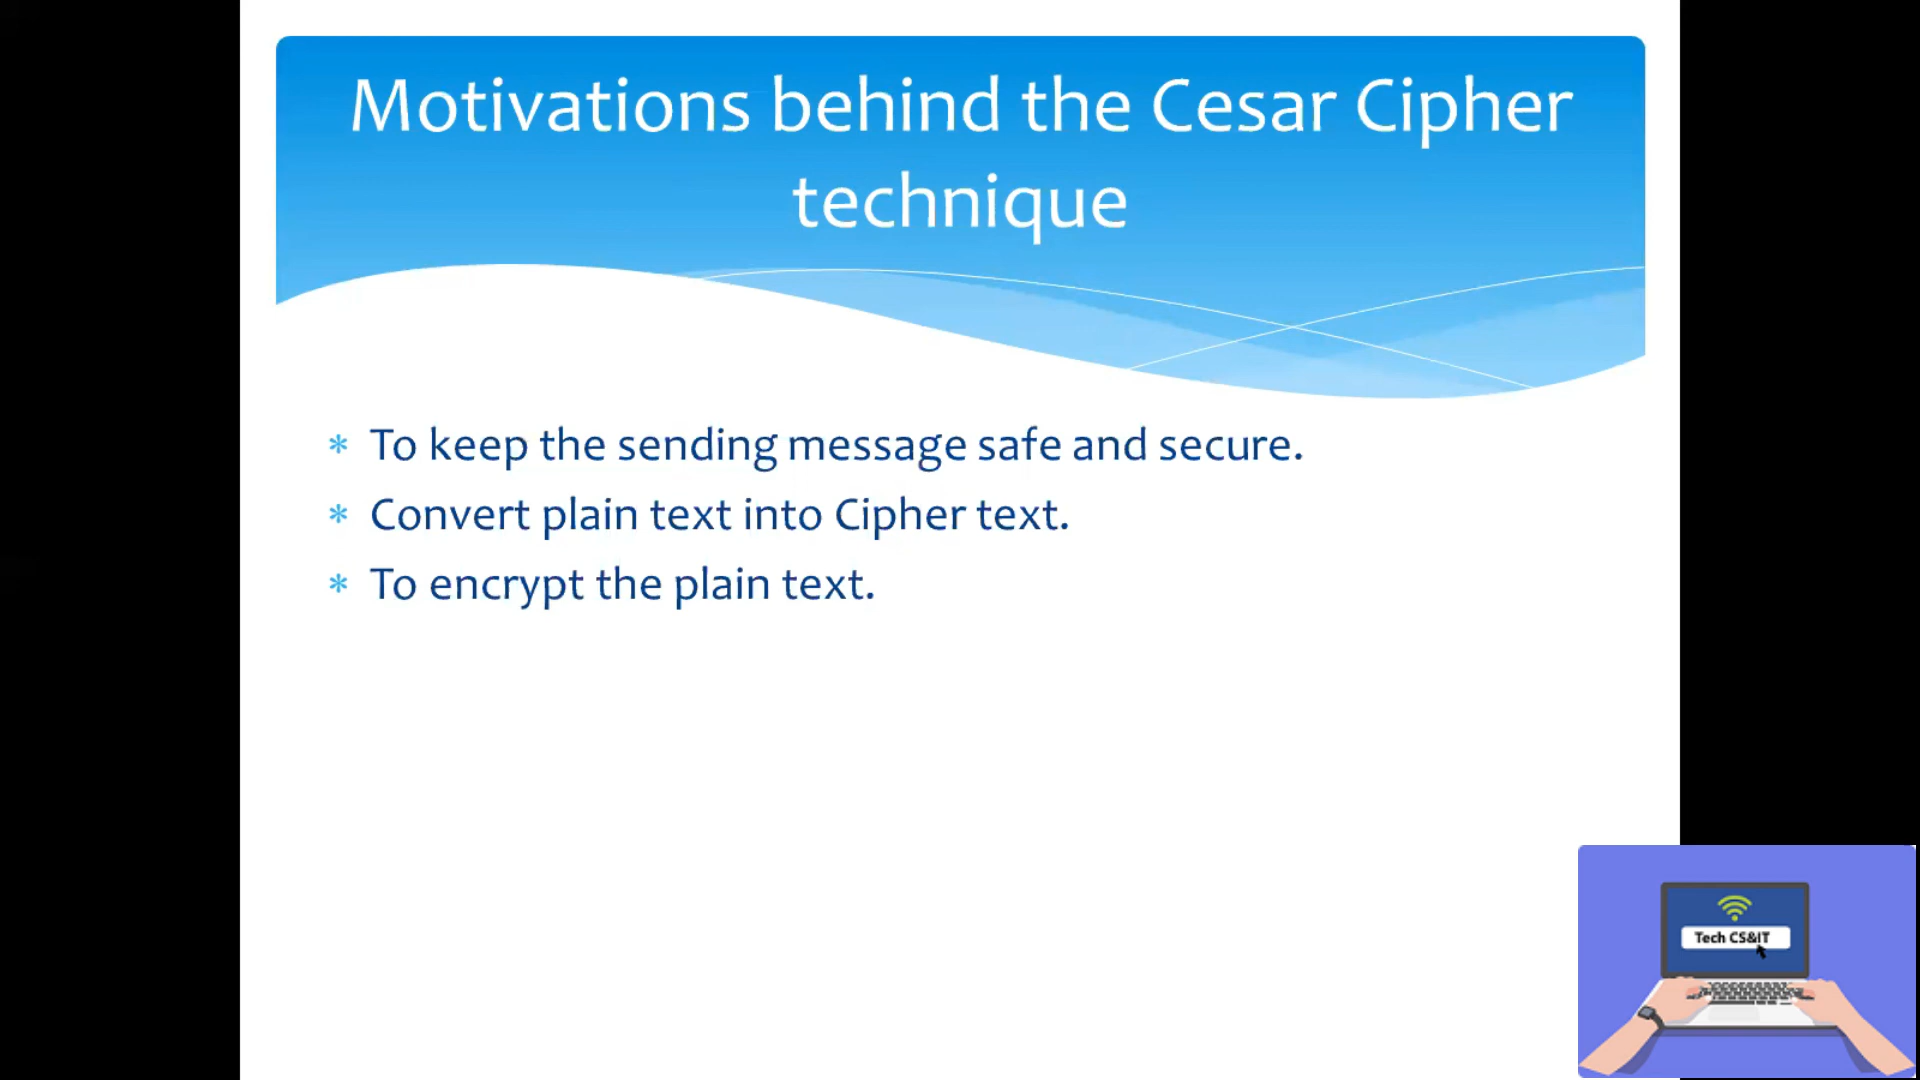 Motivations behind the Cesar Cipher
technique
* To keep the sending message safe and secure.
* Convert plain text into Cipher text.
* To encrypt the plain text.
Tech CS&IT